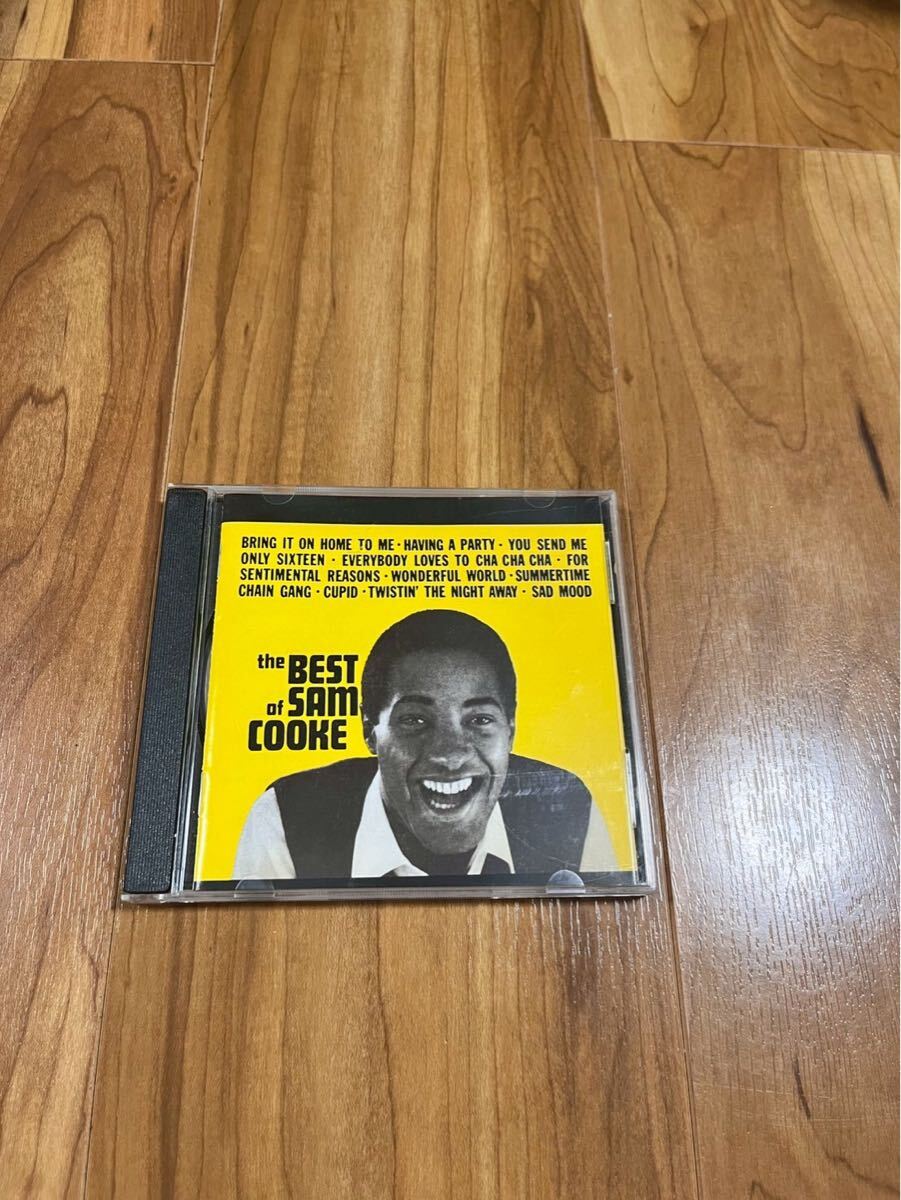 BRING IT ON HOME TO ME · HAVING A PARTY · YOU SEND ME
ONLY SIXTEEN · EVERYBODY LOVES TO CHA CHA CHA · FOR
SENTIMENTAL REASONS · WONDERFUL WORLD · SUMMERTIME
CHAIN GANG · CUPID · TWISTIN' THE NIGHT AWAY · SAD MOOD
the BEST
of SAM
COOKE